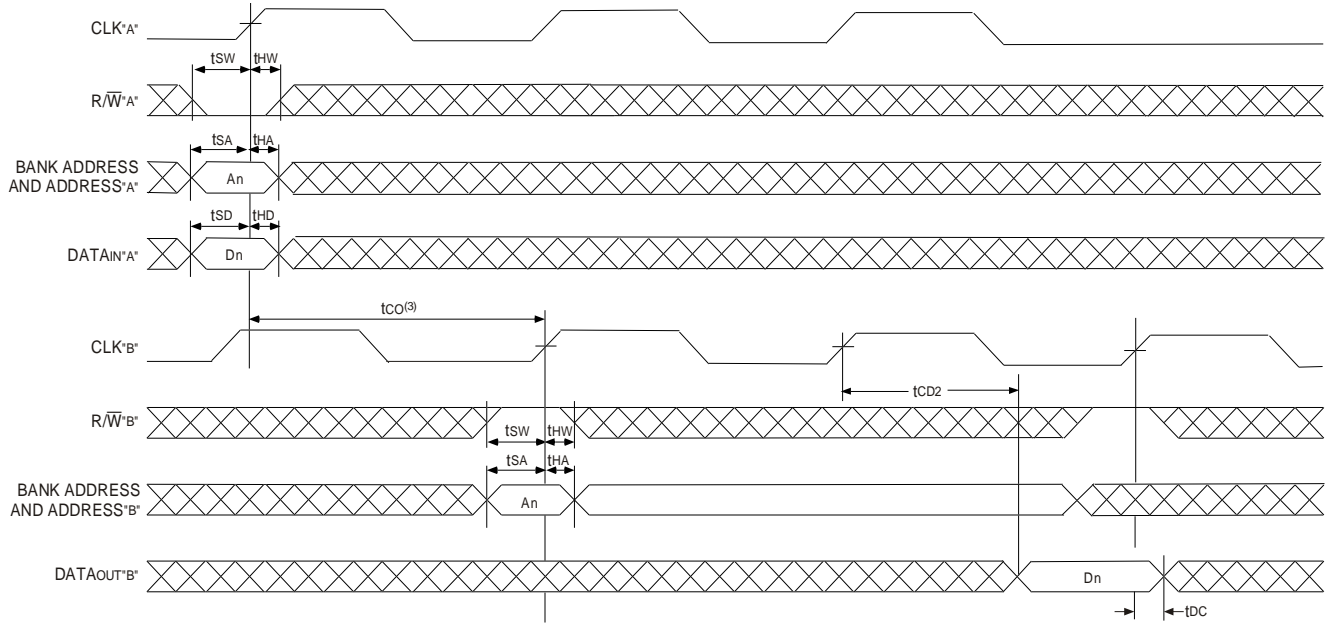 CLK"A"
tSW tHW
R/W"A"
tSA tHA
BANK ADDRESS
AND ADDRESS"A"
An
tSD tHD
DATAIN"A"
Dn
tCO(3)
CLK"B"
tCD2
R/W"B"
tSW tHW
tSA tHA
BANK ADDRESS
AND ADDRESS"B"
An
DATAOUT"B"
Dn
tDC